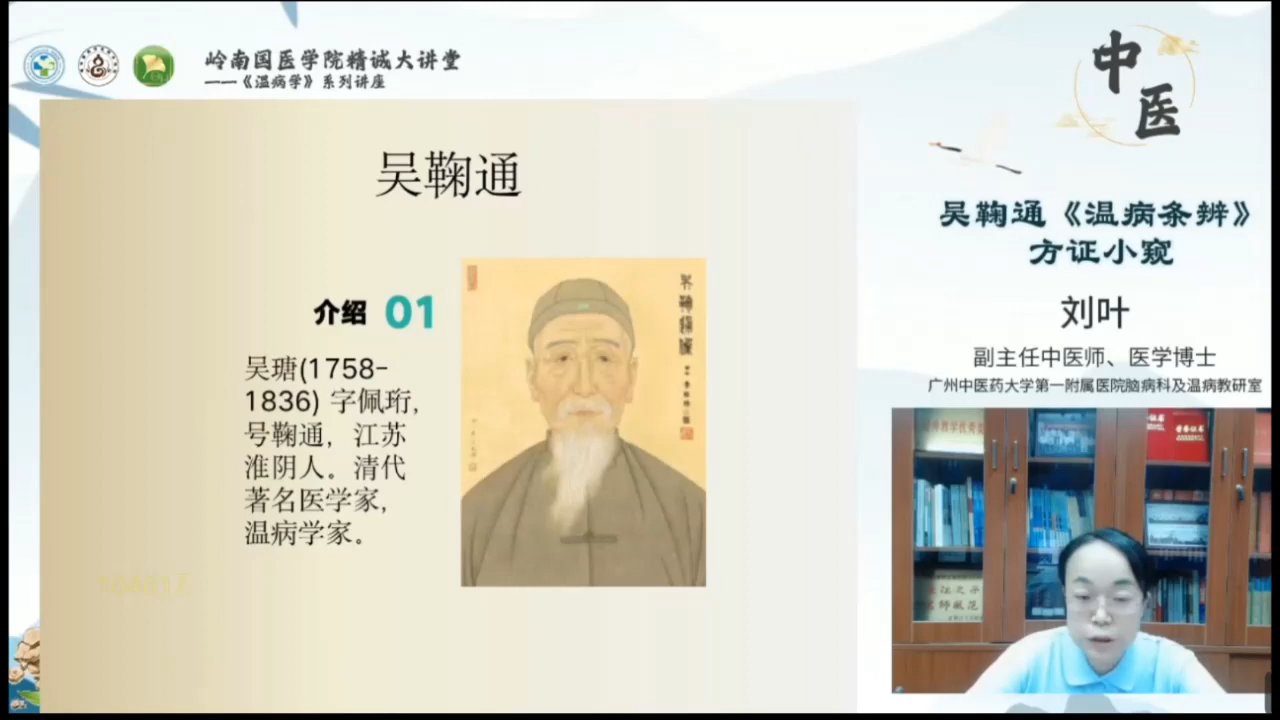 岭南国医学院精诚大讲堂
——《温病学》系列讲座
中医
吴鞠通
介绍 01
吴瑭(1758-
1836) 字佩珩,
号鞠通，江苏
淮阴人。清代
著名医学家,
温病学家。
吴鞠通《温病条辨》
方证小窥
刘叶
副主任中医师、医学博士
广州中医药大学第一附属医院脑病科及温病教研室